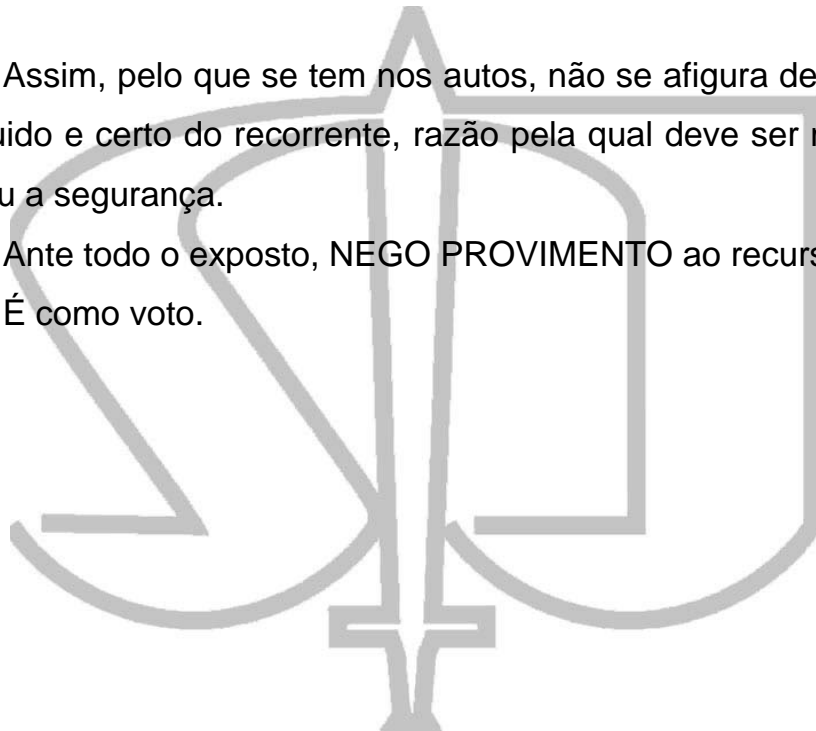 Assim, pelo que se tem nos autos, não se afigura de
uido e certo do recorrente, razão pela qual deve ser
u a segurança.
Ante todo o exposto, NEGO PROVIMENTO ao recurs
É como voto.